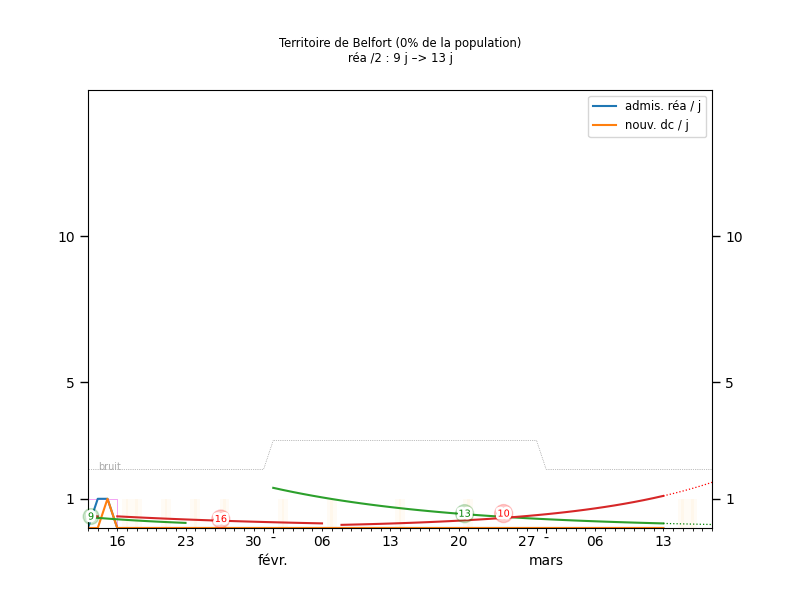 Territoire de Belfort (0% de la population)
réa /2 : 9 j –> 13 j
admis. réa / j
nouv. dc / j
10 10
5 5
bruit
1 1
9 16 13 10
16 23 30 - 06 13 20 27 - 06 13
févr. mars